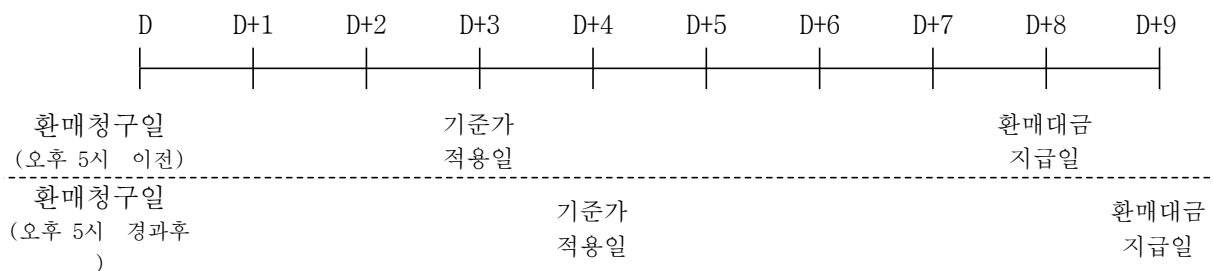 D D+1 D+2 D+3 D+4 D+5 D+6 D+7 D+8 D+9
환매청구일 기준가 환매대금
(오후 5시 이전) 적용일 지급일
환매청구일 기준가 환매대금
(오후 5시 경과후 적용일 지급일
)